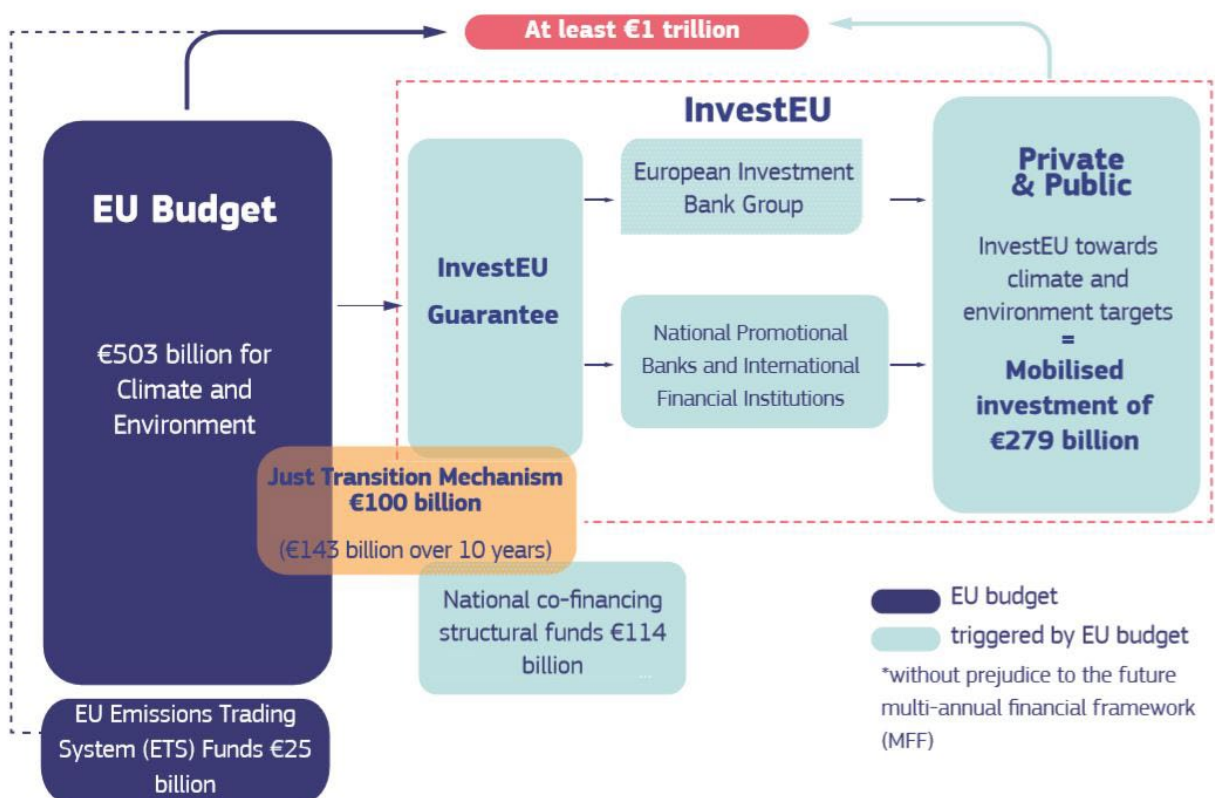 At least €1 trillion
EU Budget
€503 billion for
Climate and
Environment
InvestEU
InvestEU
Guarantee
European Investment
Bank Group
National Promotional
Banks and International
Financial Institutions
Private
& Public
InvestEU towards
climate and
environment targets
=
Mobilised
investment of
€279 billion
Just Transition Mechanism
€100 billion
(€143 billion over 10 years)
National co-financing
structural funds €114
billion
...
EU Emissions Trading
System (ETS) Funds €25
billion
EU budget
triggered by EU budget
*without prejudice to the future
multi-annual financial framework
(MFF)